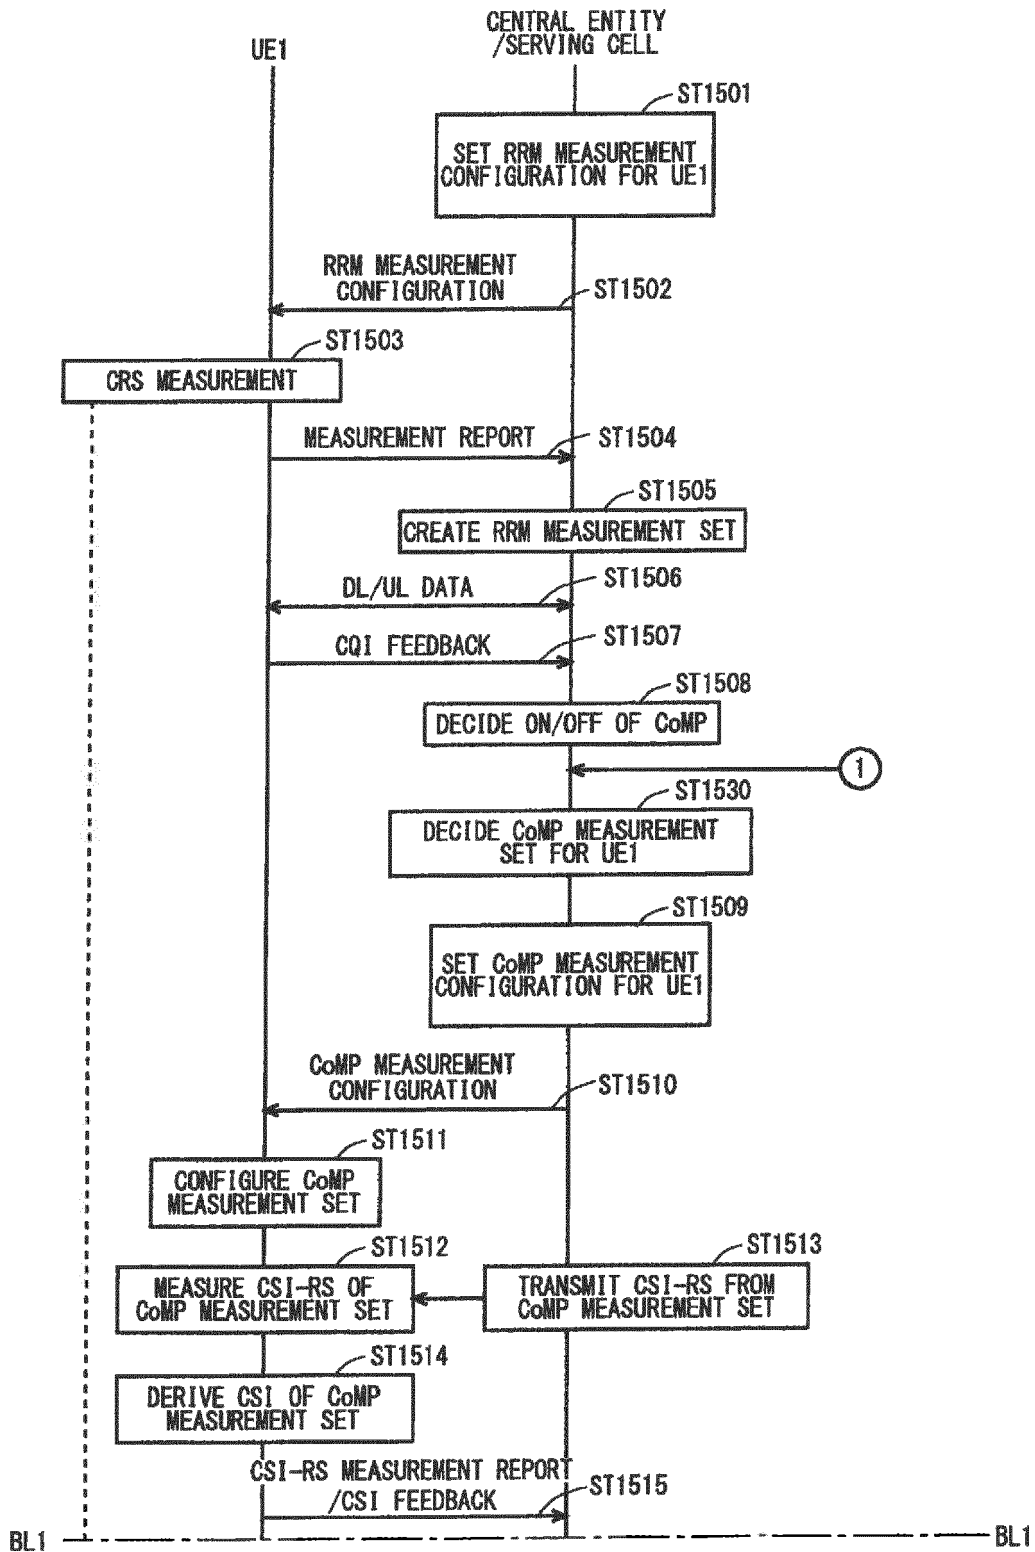 UE1
CENTRAL ENTITY
/SERVING CELL
ST1501
SET RRM MEASUREMENT
CONFIGURATION FOR UE1
RRM MEASUREMENT
CONFIGURATION
ST1502
ST1503
CRS MEASUREMENT
MEASUREMENT REPORT
ST1504
ST1505
CREATE RRM MEASUREMENT SET
DL/UL DATA
ST1506
CQI FEEDBACK
ST1507
ST1508
DECIDE ON/OFF OF CoMP
1
ST1530
DECIDE CoMP MEASUREMENT
SET FOR UE1
ST1509
SET CoMP MEASUREMENT
CONFIGURATION FOR UE1
CoMP MEASUREMENT
CONFIGURATION
ST1510
ST1511
CONFIGURE CoMP
MEASUREMENT SET
ST1512
MEASURE CSI-RS OF
CoMP MEASUREMENT SET
ST1513
TRANSMIT CSI-RS FROM
CoMP MEASUREMENT SET
ST1514
DERIVE CSI OF CoMP
MEASUREMENT SET
CSI-RS MEASUREMENT REPORT
/CSI FEEDBACK
ST1515
BL1
BL1